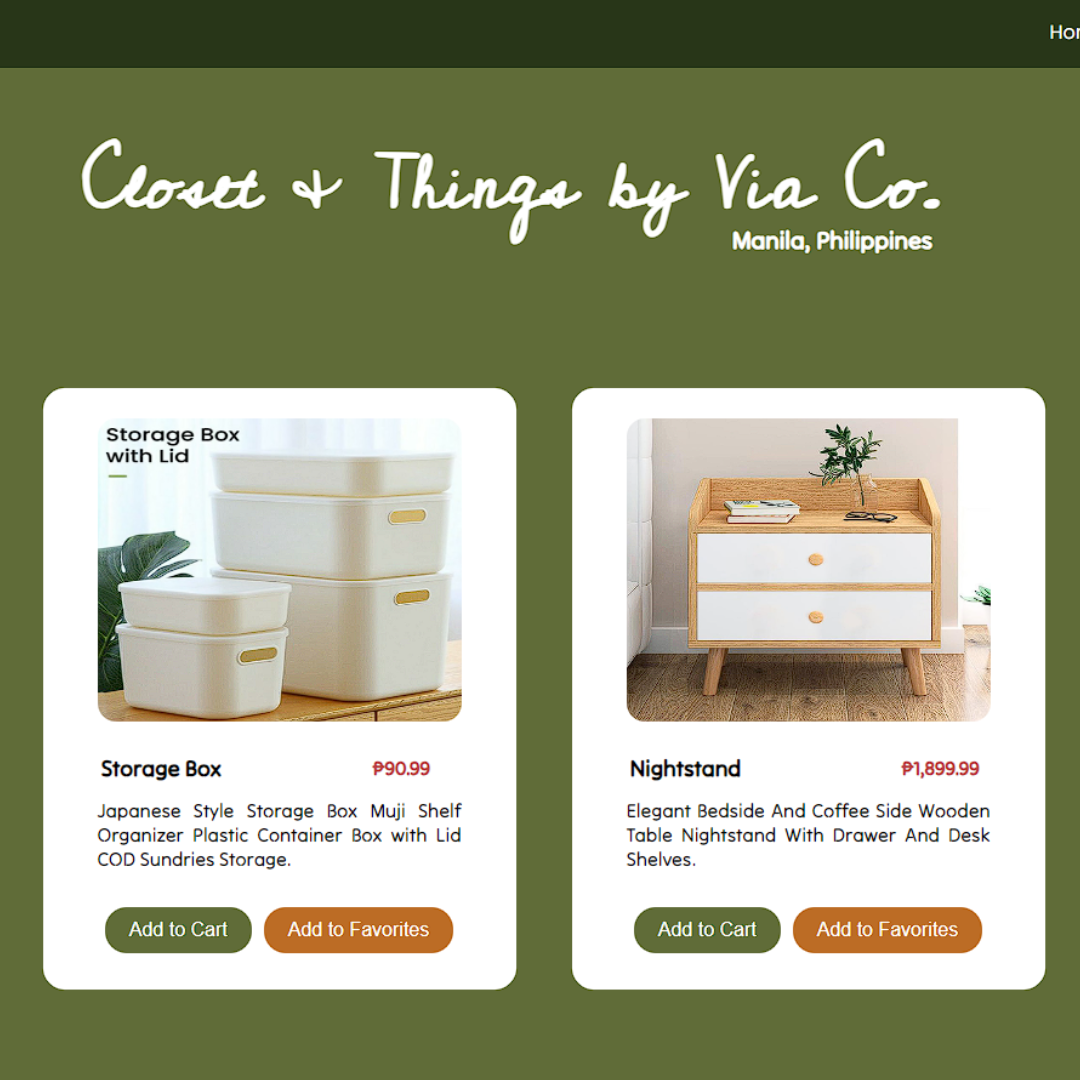 Closet & Things by Via Co.
Manila, Philippines
Storage Box
with Lid
Storage Box ₱90.99
Japanese Style Storage Box Muji Shelf
Organizer Plastic Container Box with Lid
COD Sundries Storage.
Add to Cart Add to Favorites
Nightstand ₱1,899.99
Elegant Bedside And Coffee Side Wooden
Table Nightstand With Drawer And Desk
Shelves.
Add to Cart Add to Favorites